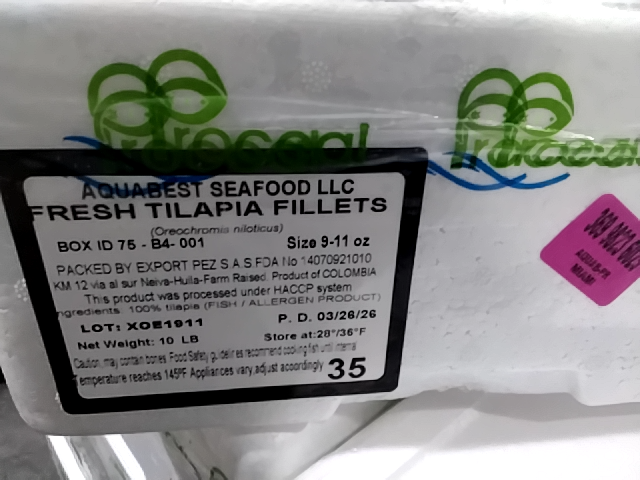 Procal
AQUABEST SEAFOOD LLC
FRESH TILAPIA FILLETS
(Oreochromis niloticus)
BOX ID 75 - B4- 001 Size 9-11 oz
PACKED BY EXPORT PEZ S.A.S.FDA No 14070921010
KM 12 via al sur Neiva-Huila-Farm Raised. Product of COLOMBIA
This product was processed under HACCP system
ngredients: 100% tilapia (FISH / ALLERGEN PRODUCT)
LOT: XOE1911 P. D. 03/26/26
Net Weight: 10 LB Store at:28°/36°F
Caution, may contain bones. Food Safety guidelines recommend cooking fish until internal
Temperature reaches 145ºF Appliances vary,adjust acoordingly 35
MIAMI